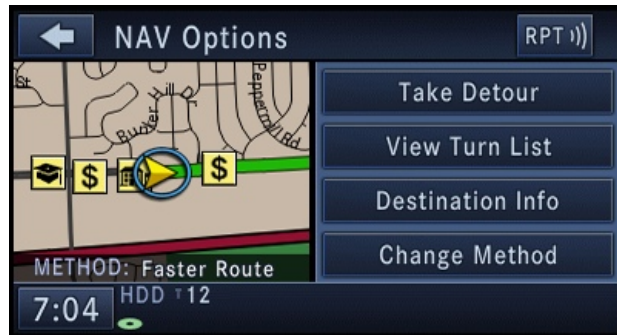 NAV Options
RPT
St
Bunker Hill Dr
Peppermill Rd
$
$
Take Detour
View Turn List
Destination Info
Change Method
METHOD: Faster Route
7:04
HDD T 12